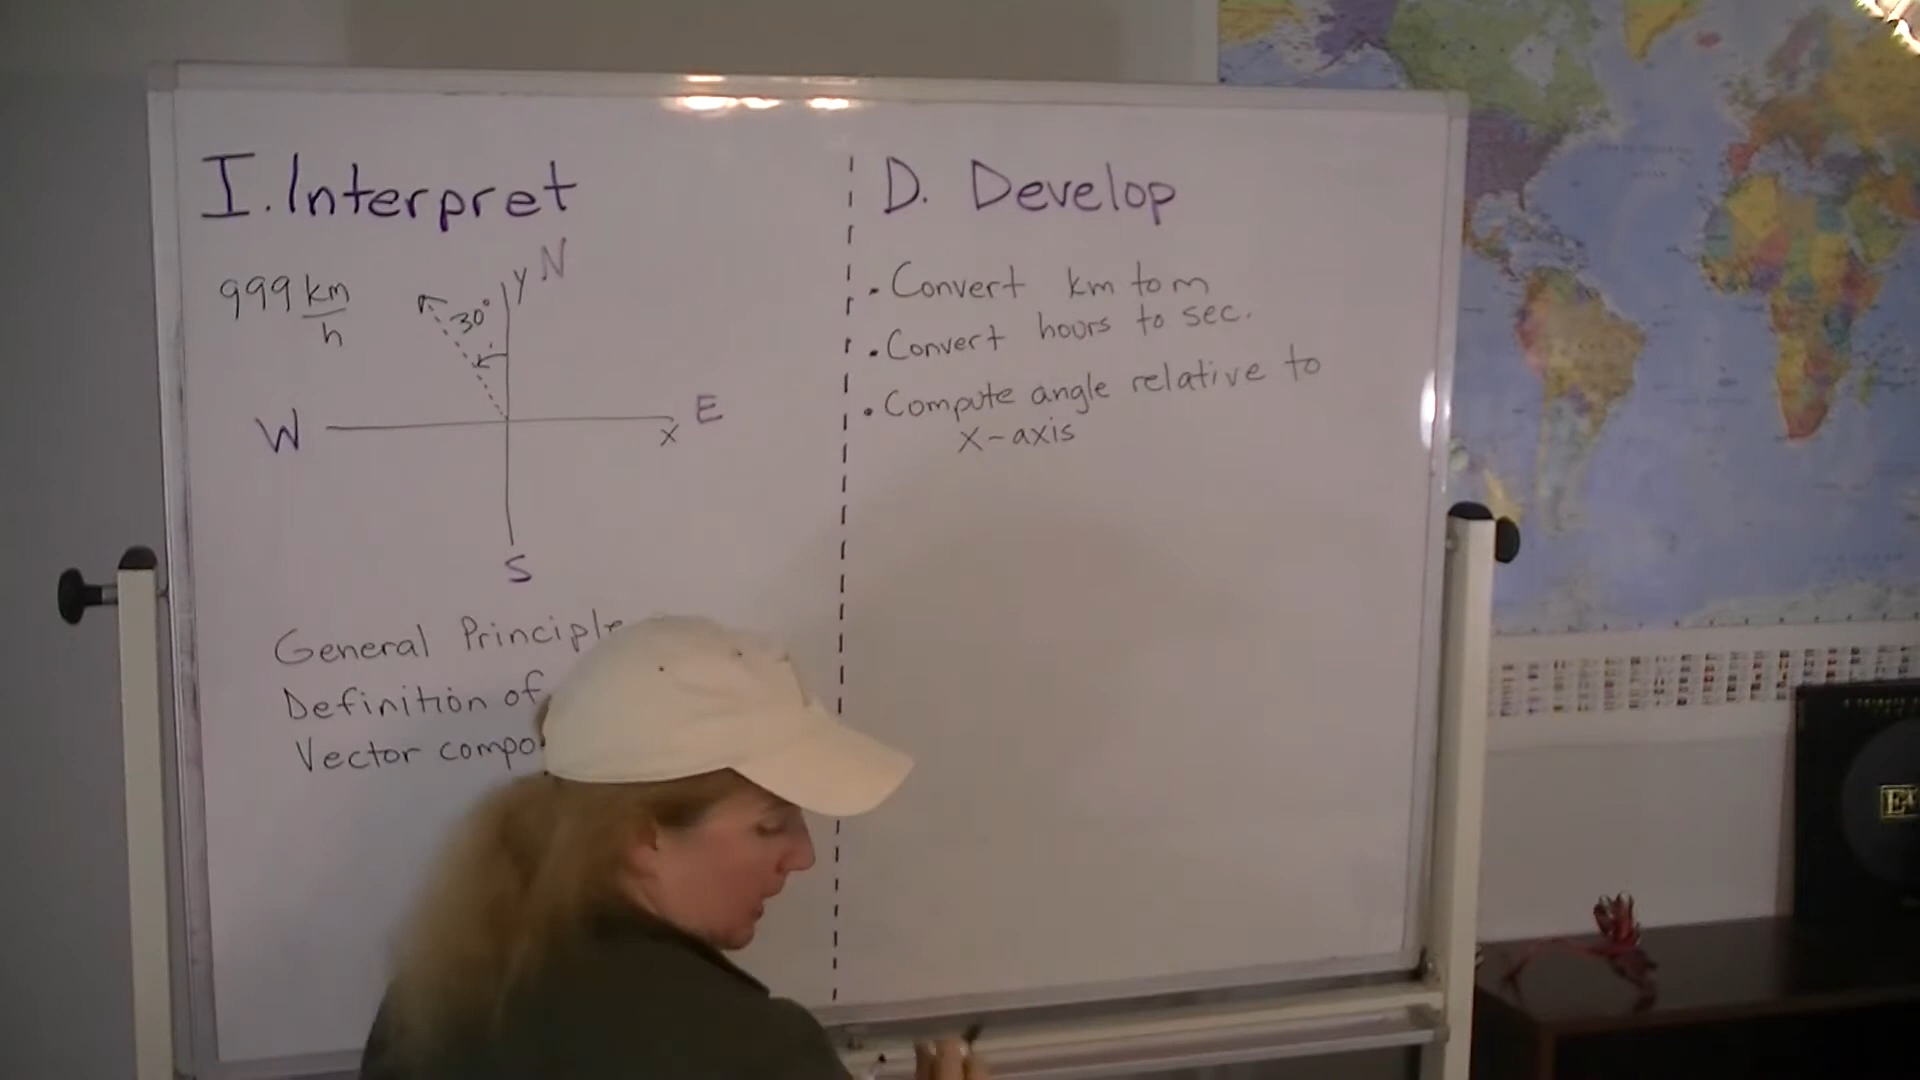 I. Interpret
999 km
h
30°
y N
W
E
x
S
General Principle
Definition of
Vector compo
D. Develop
• Convert km to m
• Convert hours to sec.
• Compute angle relative to
x-axis